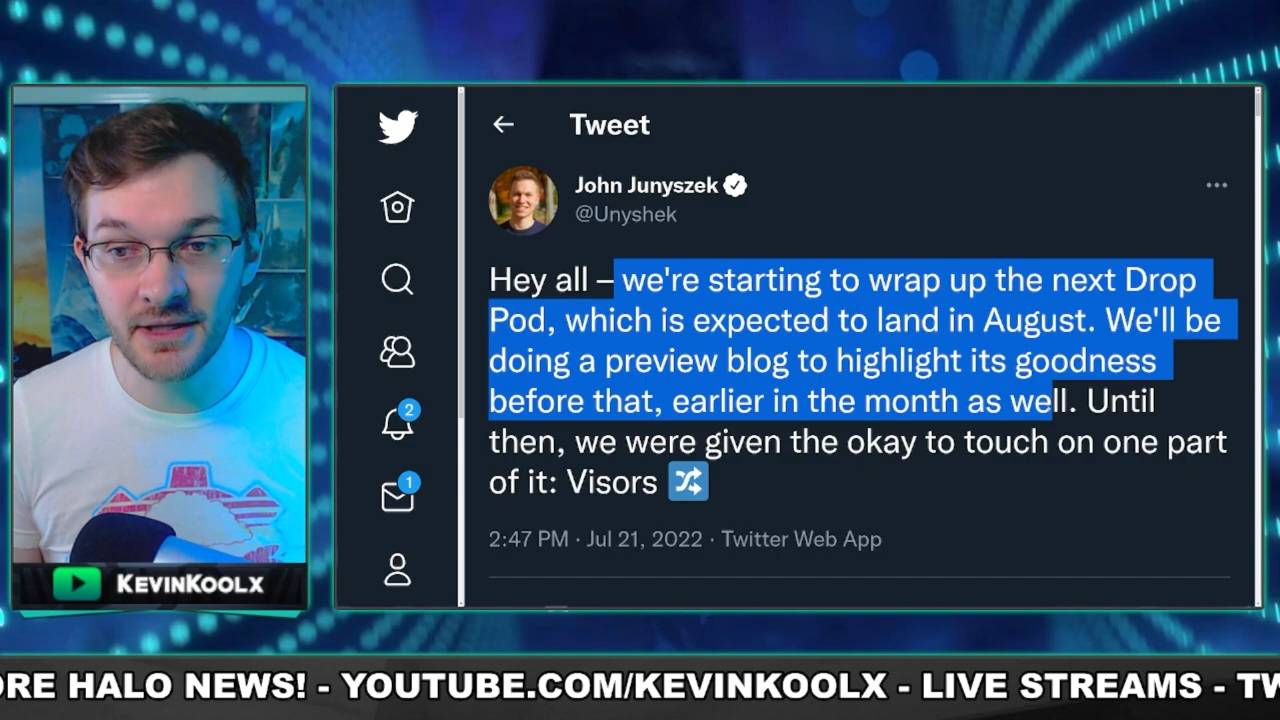 Tweet
John Junyszek
@Unyshek
Hey all – we're starting to wrap up the next Drop
Pod, which is expected to land in August. We'll be
doing a preview blog to highlight its goodness
before that, earlier in the month as well. Until
then, we were given the okay to touch on one part
of it: Visors 🔀
2:47 PM · Jul 21, 2022 · Twitter Web App
2
1
KEVINKOOLX
ORE HALO NEWS! - YOUTUBE.COM/KEVINKOOLX - LIVE STREAMS - TW